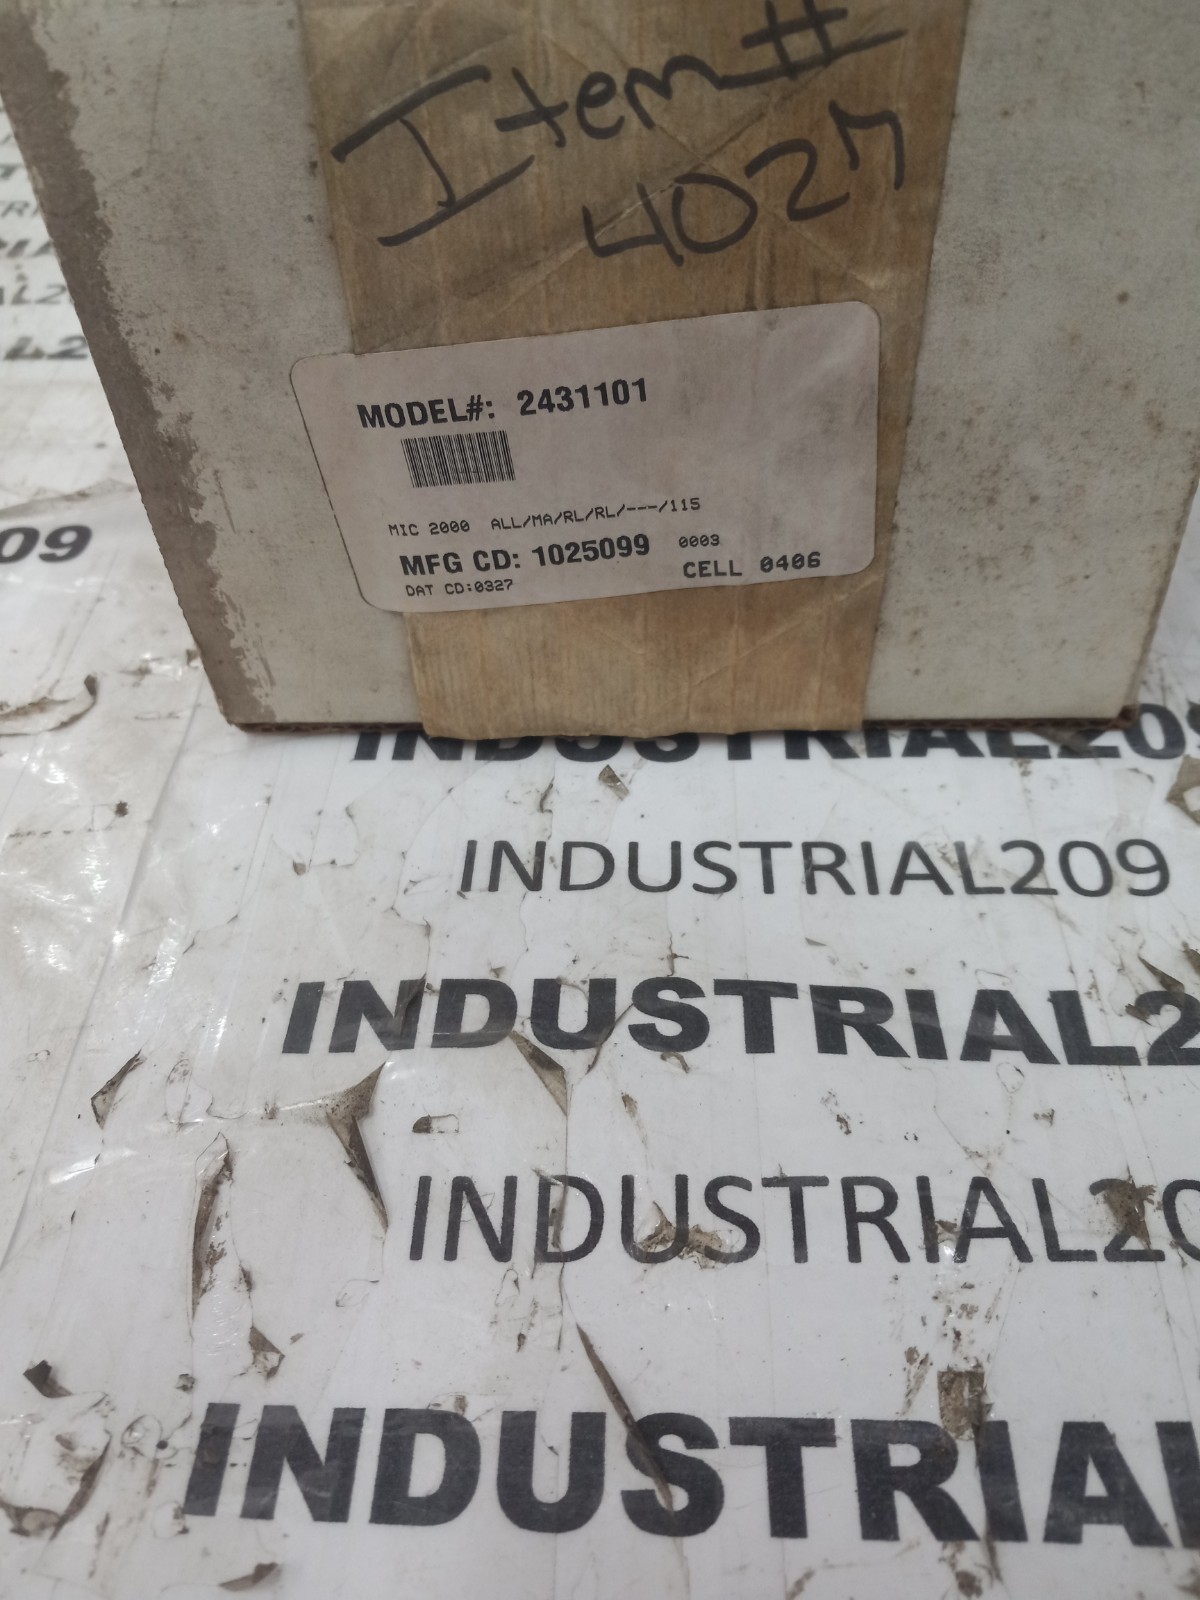 Item#
4027
MODEL#: 2431101
MIC 2000 ALL/MA/RL/RL/---/115
MFG CD: 1025099 0003
DAT CD:0327 CELL 0406
09
INDUSTRIAL209
INDUSTRIAL209
INDUSTRIAL2
INDUSTRIAL20
INDUSTRIA